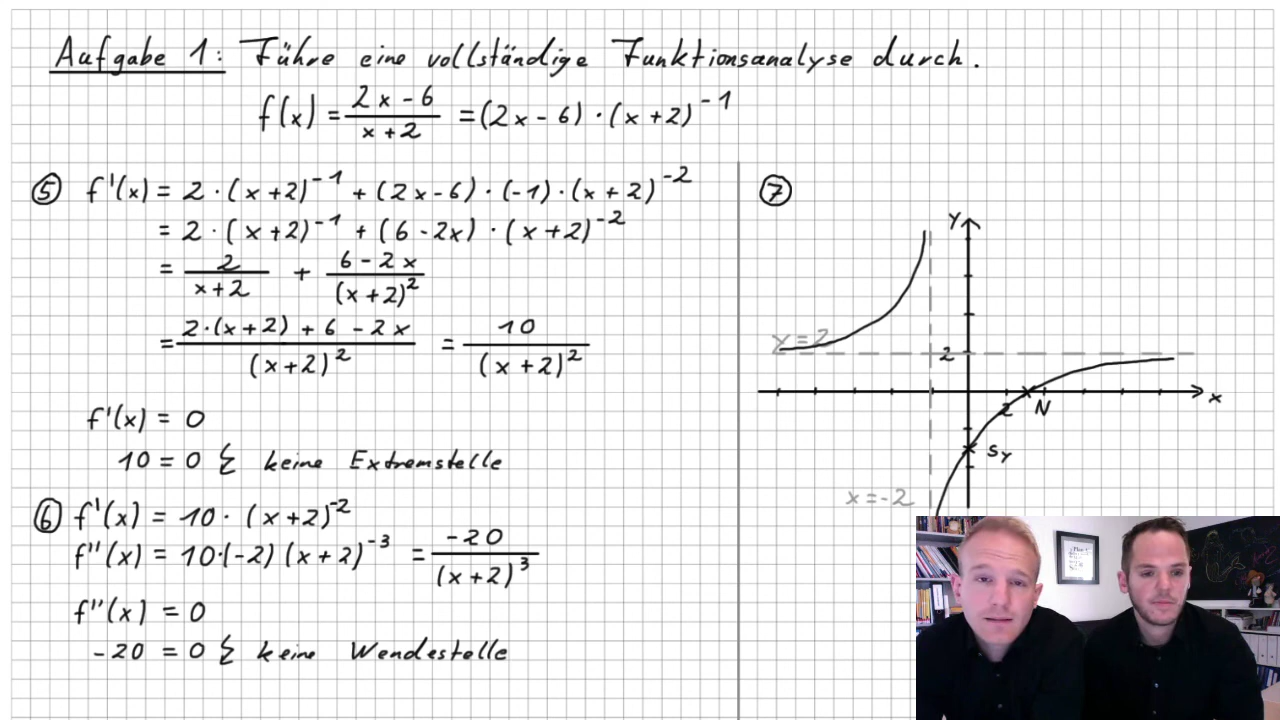 Aufgabe 1: Führe eine vollständige Funktionsanalyse durch.
f(x) = (2x - 6)/(x + 2) = (2x - 6) · (x + 2)^-1
⑤ f'(x) = 2 · (x + 2)^-1 + (2x - 6) · (-1) · (x + 2)^-2
= 2 · (x + 2)^-1 + (6 - 2x) · (x + 2)^-2
= 2/(x + 2) + (6 - 2x)/(x + 2)^2
= (2·(x + 2) + 6 - 2x)/(x + 2)^2 = 10/(x + 2)^2
f'(x) = 0
10 = 0 ↯ keine Extremstelle
⑥ f'(x) = 10 · (x + 2)^-2
f''(x) = 10·(-2) (x + 2)^-3 = -20/(x + 2)^3
f''(x) = 0
-20 = 0 ↯ keine Wendestelle
⑦
y
y = 2
2
x
2 N
Sy
x = -2